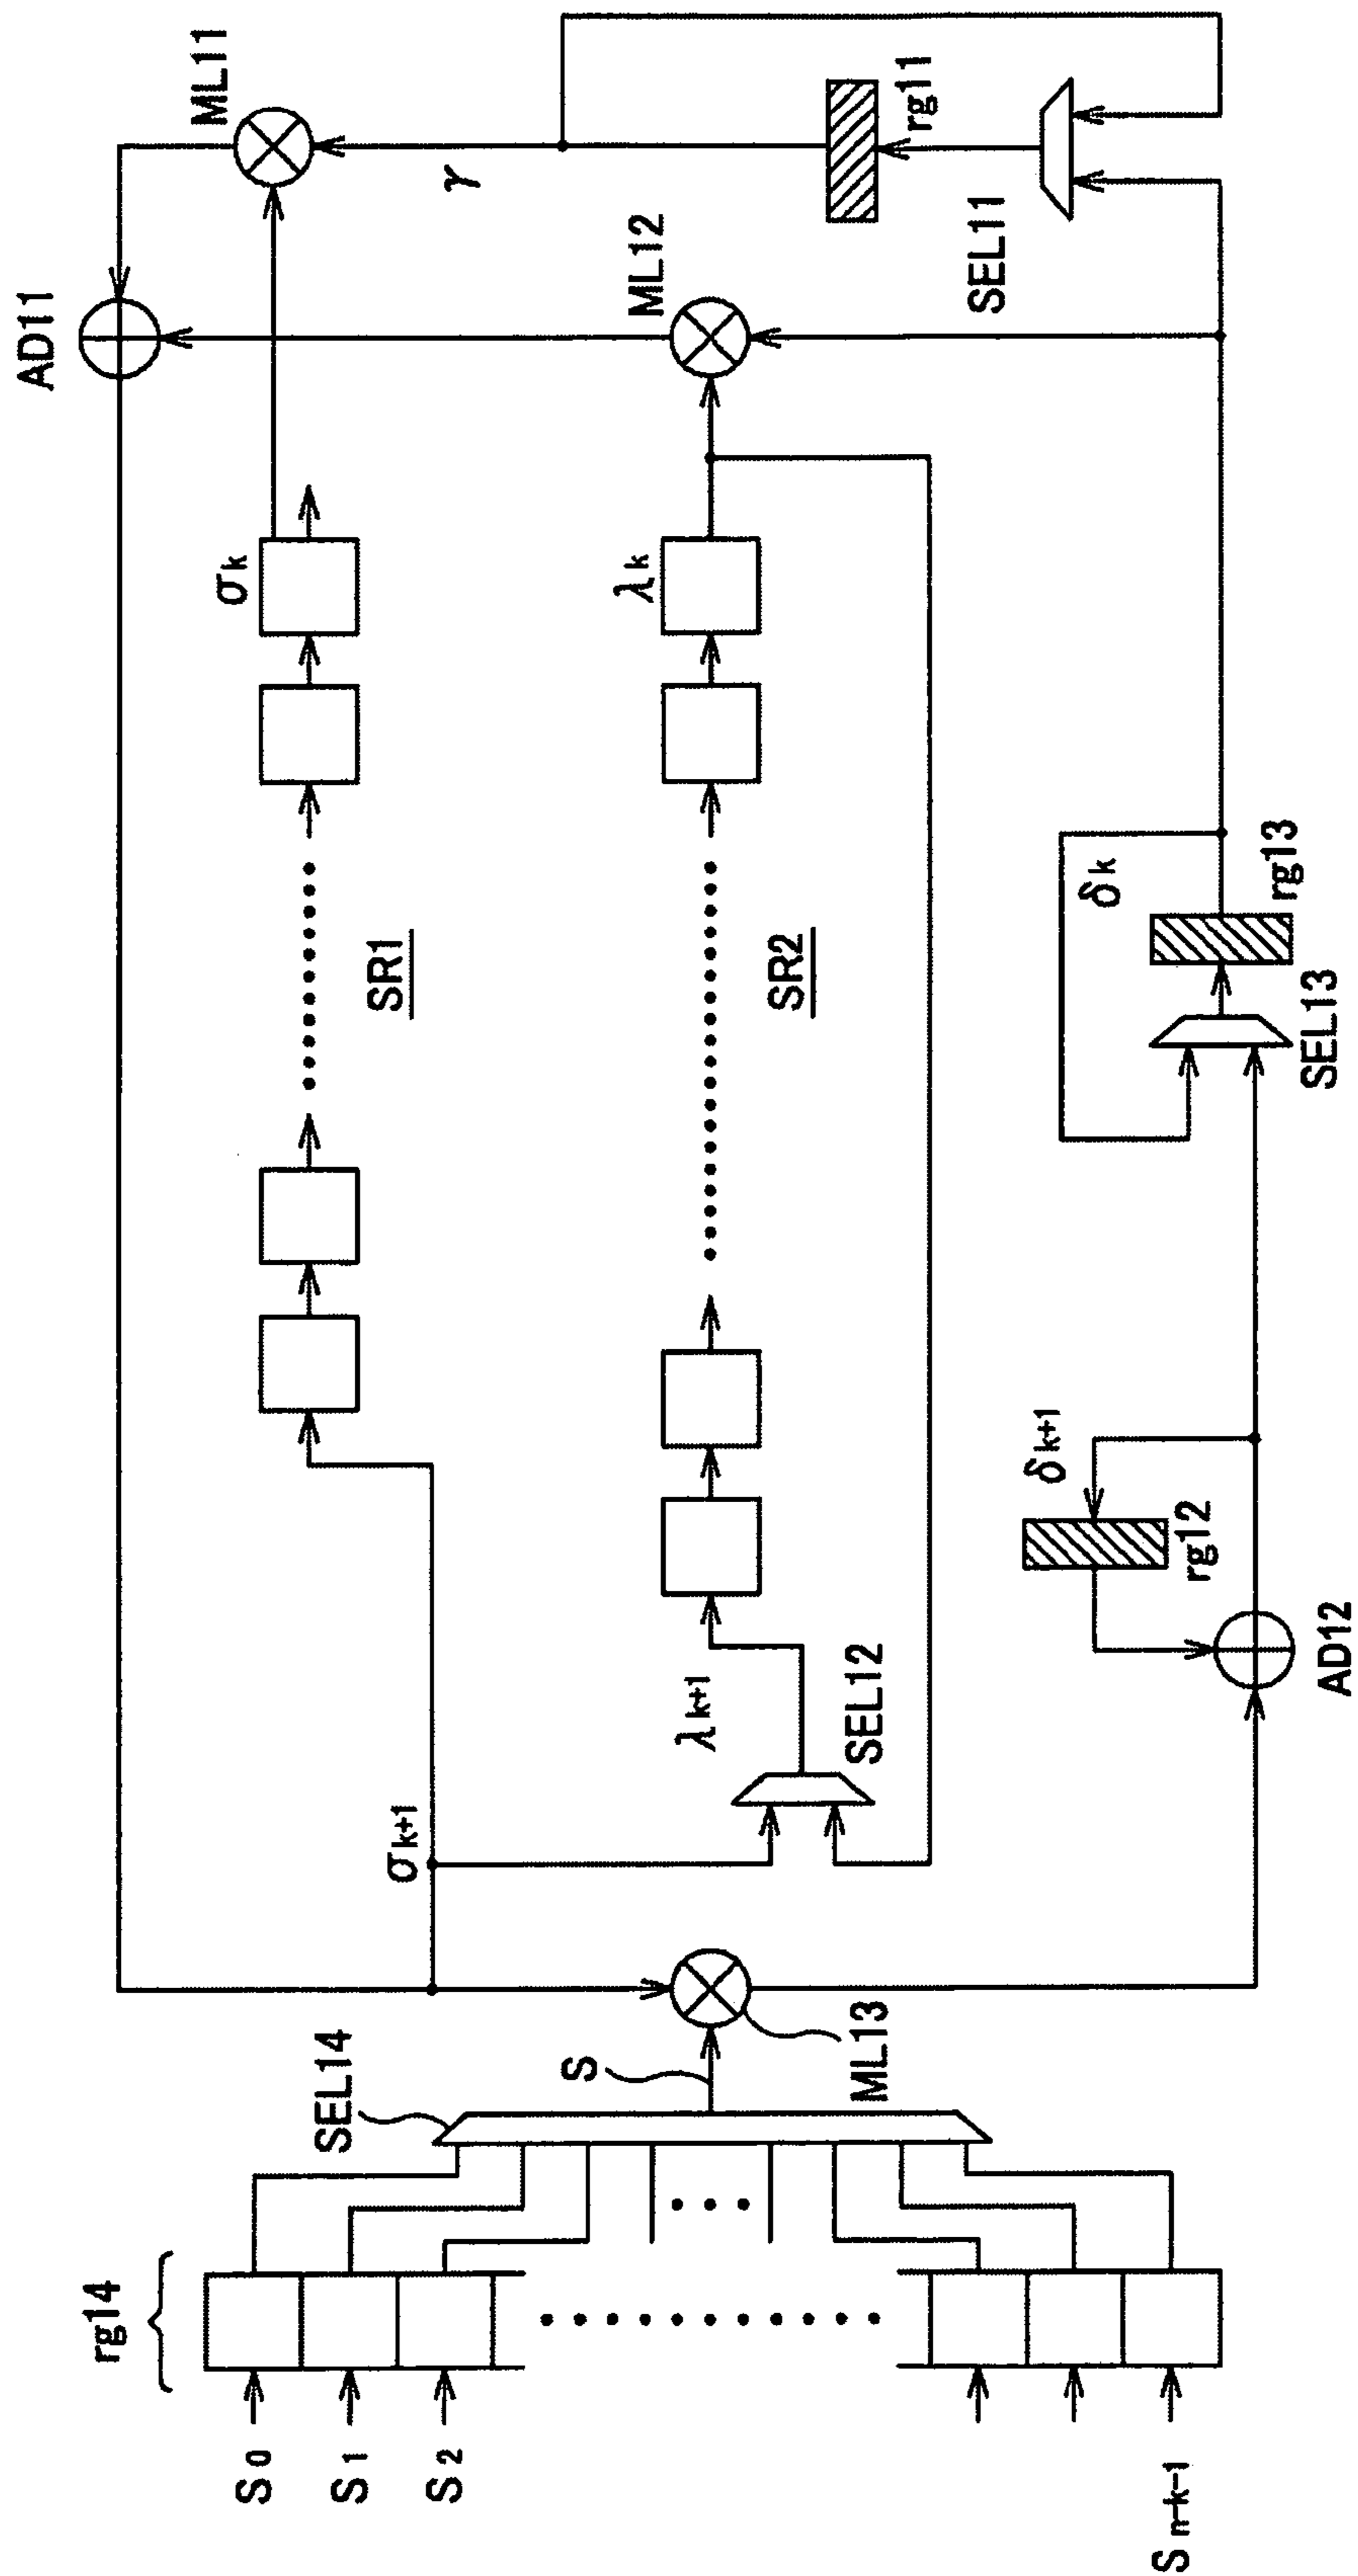 rg14
S0
S1
S2
Sn-k-1
SEL14
S
ML13
σk+1
λk+1
SEL12
AD12
rg12
δk+1
SR1
SR2
SEL13
rg13
δk
σk
λk
AD11
ML12
SEL11
rg11
γ
ML11